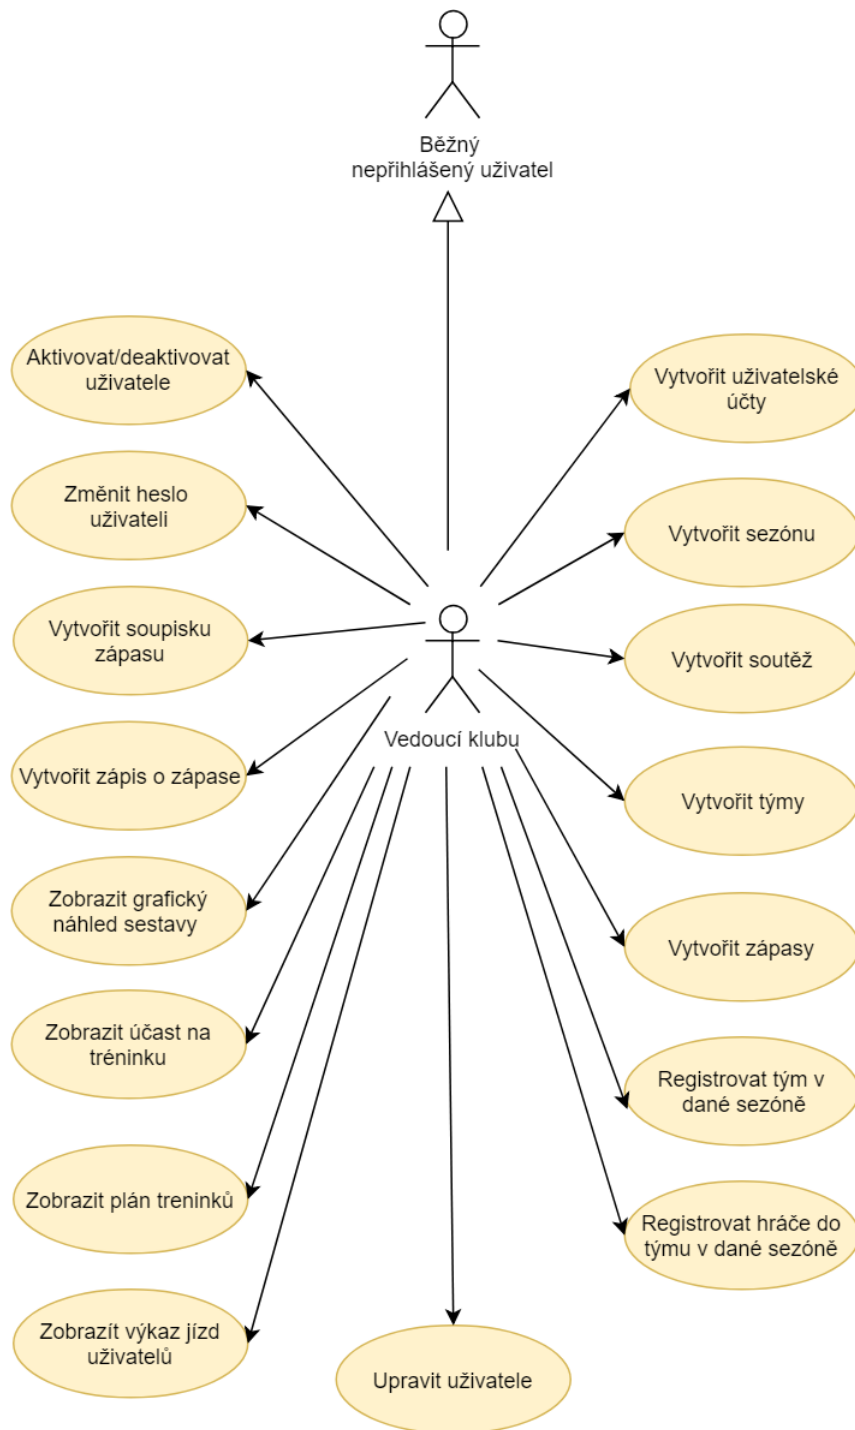 Běžný
nepřihlášený uživatel
Aktivovat/deaktivovat
uživatele
Vytvořit uživatelské
účty
Změnit heslo
uživateli
Vytvořit sezónu
Vytvořit soupisku
zápasu
Vytvořit soutěž
Vedoucí klubu
Vytvořit zápis o zápase
Vytvořit týmy
Zobrazit grafický
náhled sestavy
Vytvořit zápasy
Zobrazit účast na
tréninku
Registrovat tým v
dané sezóně
Zobrazit plán treninků
Registrovat hráče do
týmu v dané sezóně
Zobrazít výkaz jízd
uživatelů
Upravit uživatele